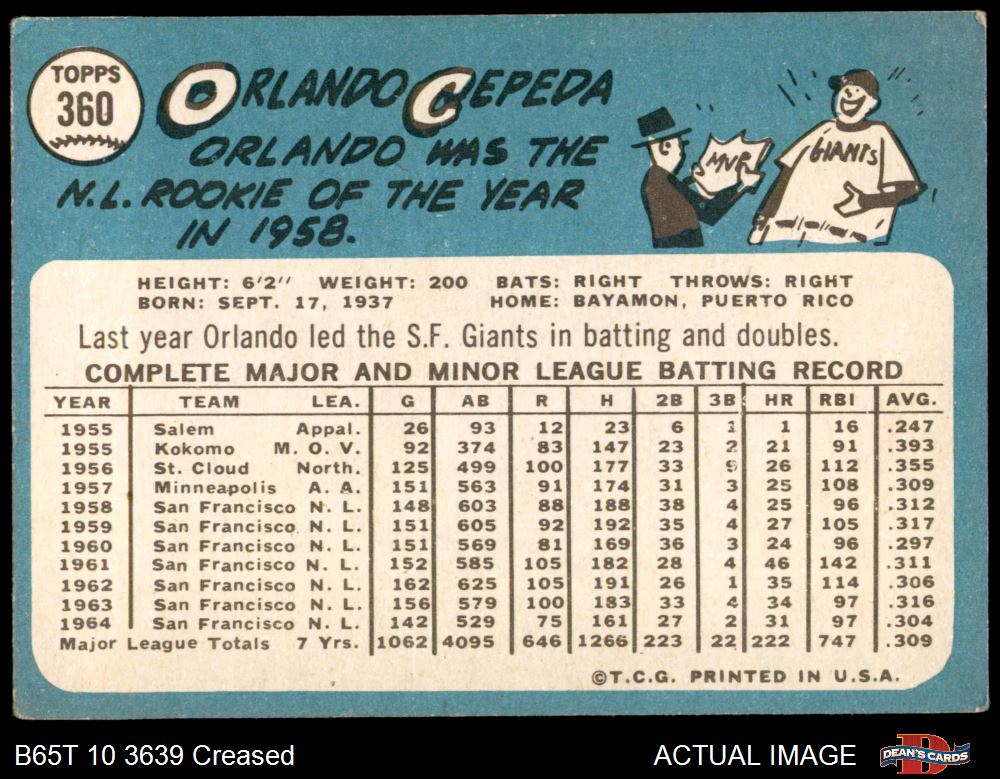 TOPPS
360
ORLANDO CEPEDA
ORLANDO WAS THE
N.L. ROOKIE OF THE YEAR
IN 1958.
MVP
GIANTS
HEIGHT: 6'2" WEIGHT: 200 BATS: RIGHT THROWS: RIGHT
BORN: SEPT. 17, 1937 HOME: BAYAMON, PUERTO RICO
Last year Orlando led the S.F. Giants in batting and doubles.
COMPLETE MAJOR AND MINOR LEAGUE BATTING RECORD
YEAR TEAM LEA. G AB R H 2B 3B HR RBI AVG.
1955 Salem Appal. 26 93 12 23 6 1 1 16 .247
1955 Kokomo M. O. V. 92 374 83 147 23 2 21 91 .393
1956 St. Cloud North. 125 499 100 177 33 9 26 112 .355
1957 Minneapolis A. A. 151 563 91 174 31 3 25 108 .309
1958 San Francisco N. L. 148 603 88 188 38 4 25 96 .312
1959 San Francisco N. L. 151 605 92 192 35 4 27 105 .317
1960 San Francisco N. L. 151 569 81 169 36 3 24 96 .297
1961 San Francisco N. L. 152 585 105 182 28 4 46 142 .311
1962 San Francisco N. L. 162 625 105 191 26 1 35 114 .306
1963 San Francisco N. L. 156 579 100 183 33 4 34 97 .316
1964 San Francisco N. L. 142 529 75 161 27 2 31 97 .304
Major League Totals 7 Yrs. 1062 4095 646 1266 223 22 222 747 .309
©T.C.G. PRINTED IN U.S.A.
B65T 10 3639 Creased ACTUAL IMAGE
DEAN'S CARDS